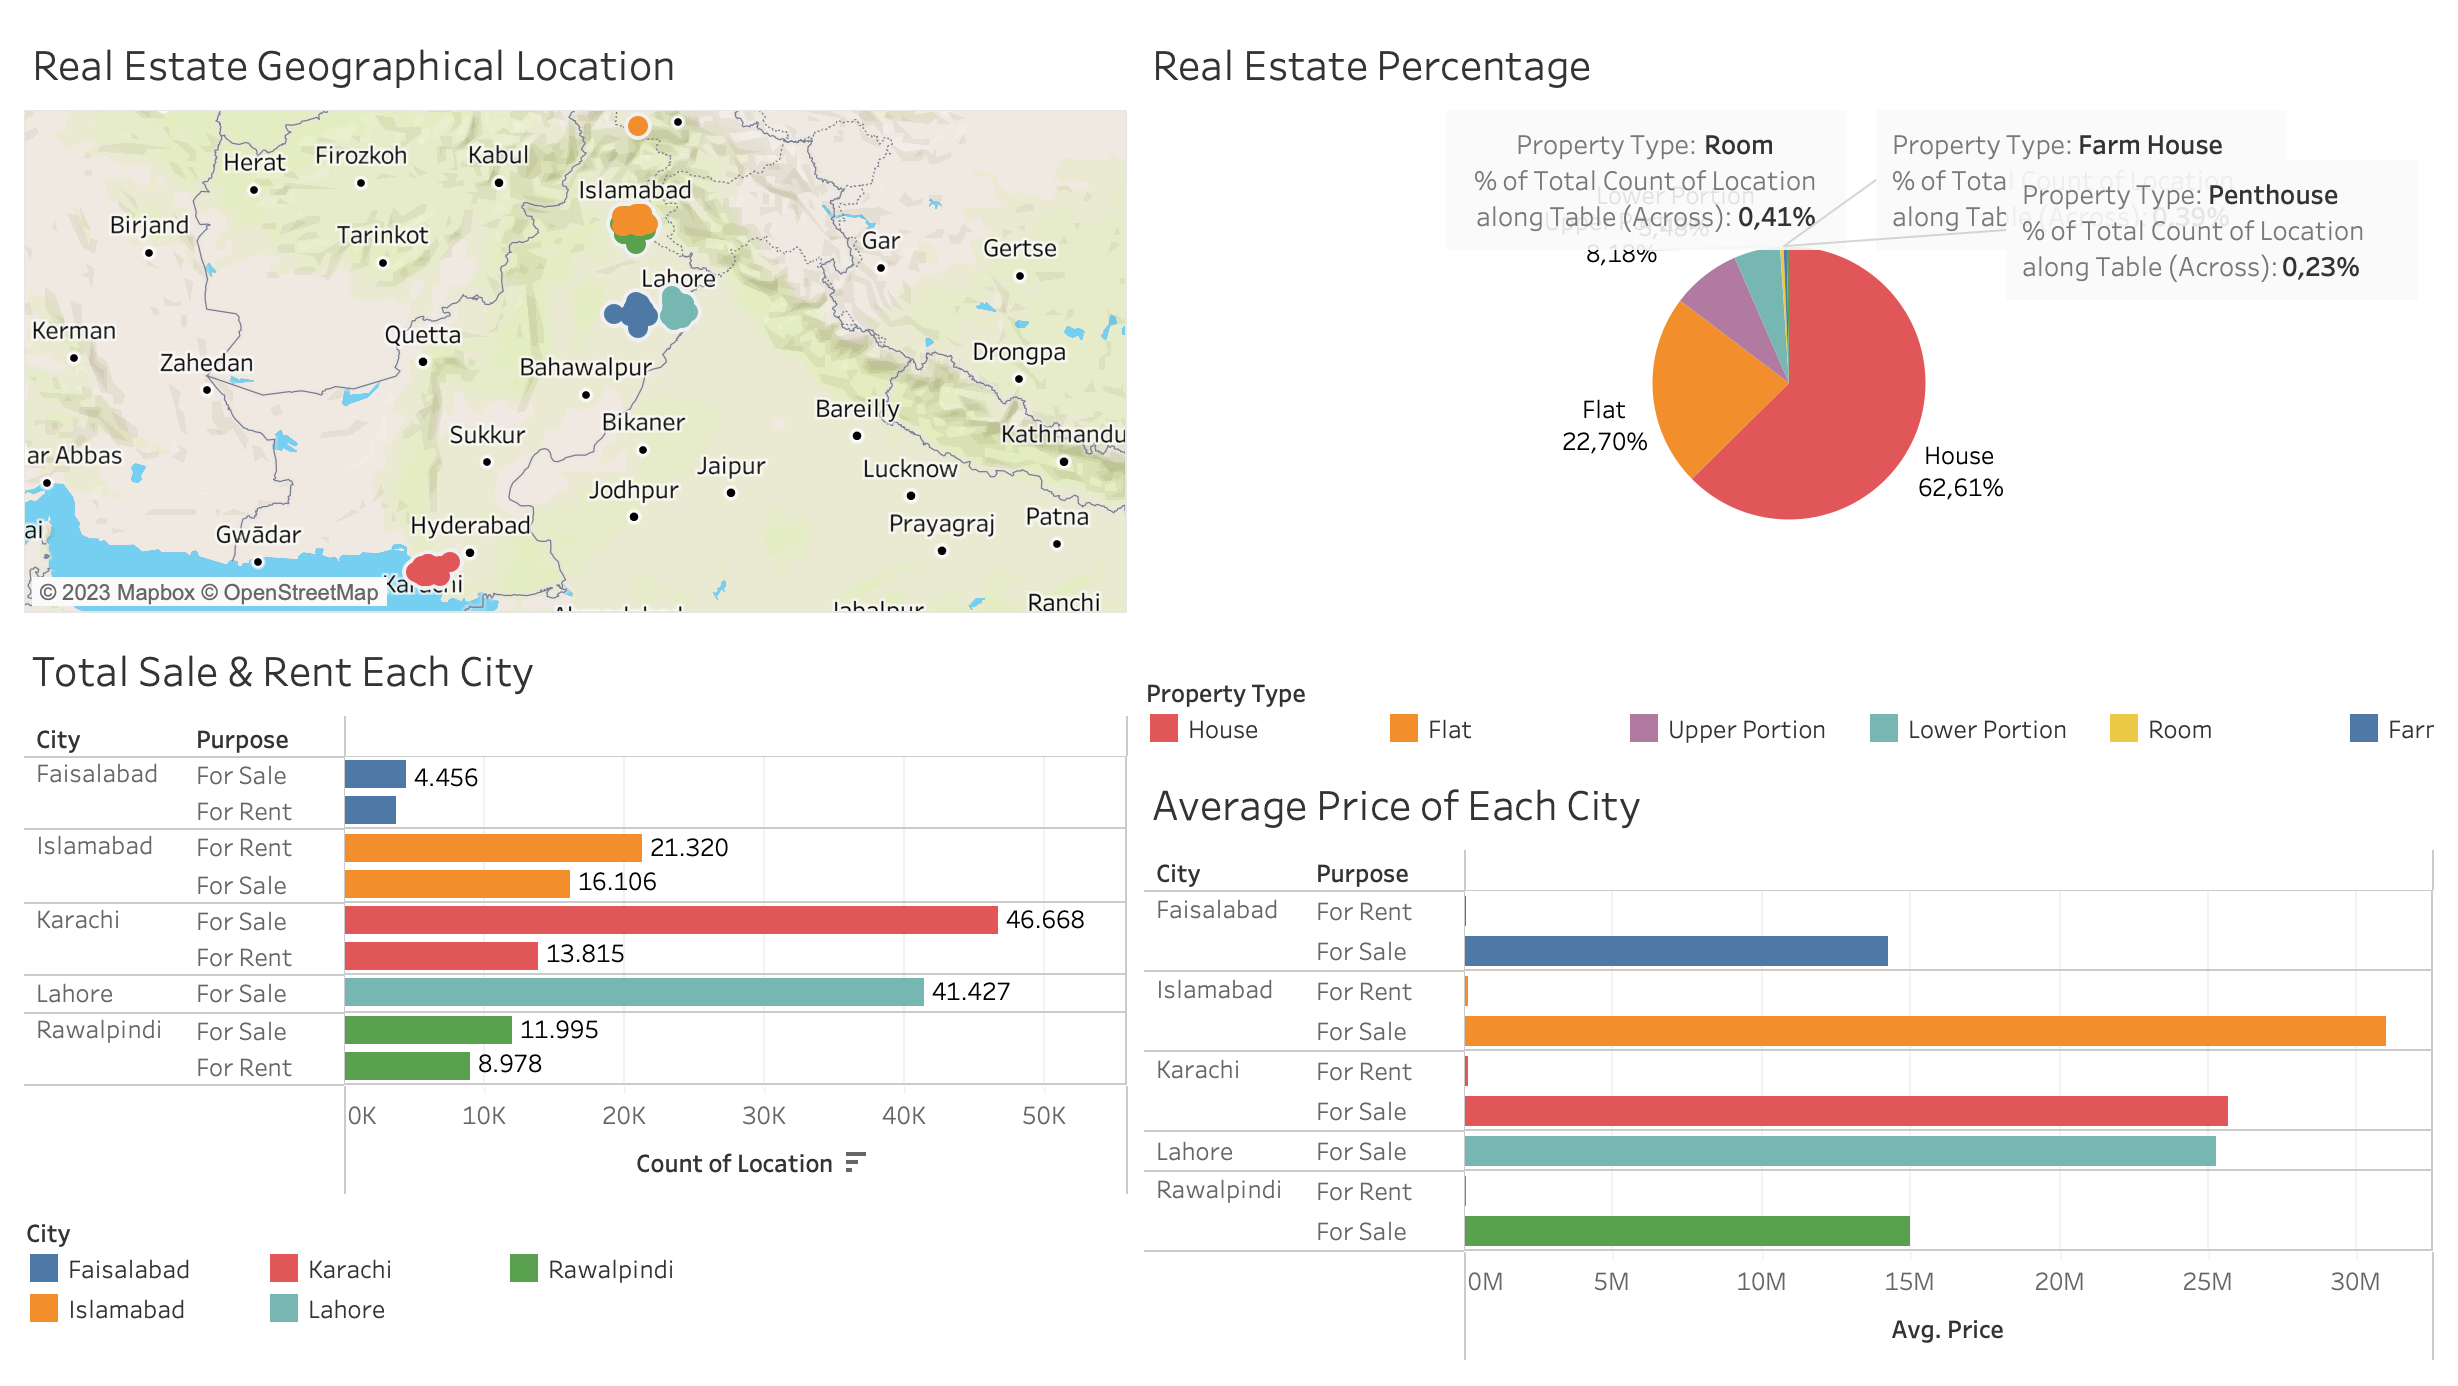 Real Estate Geographical Location
Herat
Firozkoh
Kabul
Islamabad
Birjand
Tarinkot
Gar
Gertse
Lahore
Kerman
Quetta
Zahedan
Bahawalpur
Drongpa
Bikaner
Bareilly
Sukkur
Kathmandu
ar Abbas
Jaipur
Lucknow
Jodhpur
Hyderabad
Prayagraj
Patna
ai
Gwādar
Karachi
© 2023 Mapbox © OpenStreetMap
Ranchi
Real Estate Percentage
Property Type: Room
% of Total Count of Location
along Table (Across): 0,41%
Lower Portion
8,18%
Property Type: Farm House
% of Total Count of Location
along Table (Across): 0,39%
Property Type: Penthouse
% of Total Count of Location
along Table (Across): 0,23%
Flat
22,70%
House
62,61%
Property Type
House
Flat
Upper Portion
Lower Portion
Room
Farr
Total Sale & Rent Each City
City Purpose
Faisalabad For Sale 4.456
For Rent
Islamabad For Rent 21.320
For Sale 16.106
Karachi For Sale 46.668
For Rent 13.815
Lahore For Sale 41.427
Rawalpindi For Sale 11.995
For Rent 8.978
0K 10K 20K 30K 40K 50K
Count of Location
City
Faisalabad Karachi Rawalpindi
Islamabad Lahore
Average Price of Each City
City Purpose
Faisalabad For Rent
For Sale
Islamabad For Rent
For Sale
Karachi For Rent
For Sale
Lahore For Sale
Rawalpindi For Rent
For Sale
0M 5M 10M 15M 20M 25M 30M
Avg. Price